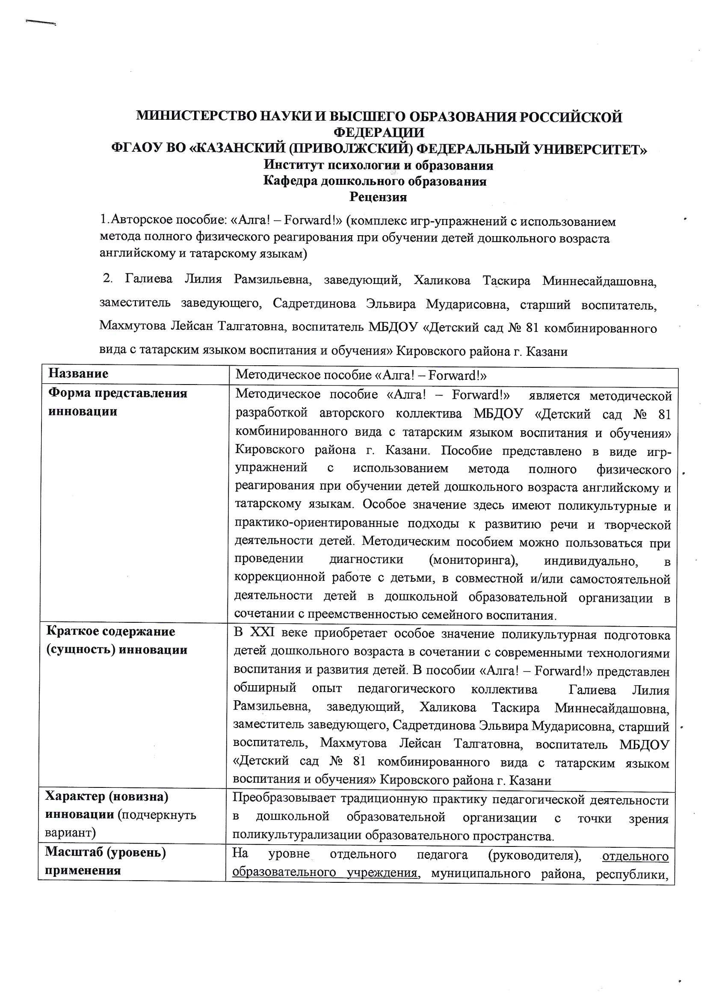 МИНИСТЕРСТВО НАУКИ И ВЫСШЕГО ОБРАЗОВАНИЯ РОССИЙСКОЙ
ФЕДЕРАЦИИ
ФГАОУ ВО «КАЗАНСКИЙ (ПРИВОЛЖСКИЙ) ФЕДЕРАЛЬНЫЙ УНИВЕРСИТЕТ»
Институт психологии и образования
Кафедра дошкольного образования
Рецензия
1.Авторское пособие: «Алга! – Forward!» (комплекс игр-упражнений с использованием
метода полного физического реагирования при обучении детей дошкольного возраста
английскому и татарскому языкам)
2. Галиева Лилия Рамзильевна, заведующий, Халикова Таскира Миннесайдашовна,
заместитель заведующего, Садретдинова Эльвира Мударисовна, старший воспитатель,
Махмутова Лейсан Талгатовна, воспитатель МБДОУ «Детский сад № 81 комбинированного
вида с татарским языком воспитания и обучения» Кировского района г. Казани
Название
Методическое пособие «Алга! – Forward!»
Форма представления
инновации
Методическое пособие «Алга! – Forward!» является методической
разработкой авторского коллектива МБДОУ «Детский сад № 81
комбинированного вида с татарским языком воспитания и обучения»
Кировского района г. Казани. Пособие представлено в виде игр-
упражнений с использованием метода полного физического
реагирования при обучении детей дошкольного возраста английскому и
татарскому языкам. Особое значение здесь имеют поликультурные и
практико-ориентированные подходы к развитию речи и творческой
деятельности детей. Методическим пособием можно пользоваться при
проведении диагностики (мониторинга), индивидуально, в
коррекционной работе с детьми, в совместной и/или самостоятельной
деятельности детей в дошкольной образовательной организации в
сочетании с преемственностью семейного воспитания.
Краткое содержание
(сущность) инновации
В XXI веке приобретает особое значение поликультурная подготовка
детей дошкольного возраста в сочетании с современными технологиями
воспитания и развития детей. В пособии «Алга! – Forward!» представлен
обширный опыт педагогического коллектива Галиева Лилия
Рамзильевна, заведующий, Халикова Таскира Миннесайдашовна,
заместитель заведующего, Садретдинова Эльвира Мударисовна, старший
воспитатель, Махмутова Лейсан Талгатовна, воспитатель МБДОУ
«Детский сад № 81 комбинированного вида с татарским языком
воспитания и обучения» Кировского района г. Казани
Характер (новизна)
инновации (подчеркнуть
вариант)
Преобразовывает традиционную практику педагогической деятельности
в дошкольной образовательной организации с точки зрения
поликультурализации образовательного пространства.
Масштаб (уровень)
применения
На уровне отдельного педагога (руководителя), отдельного
образовательного учреждения, муниципального района, республики,